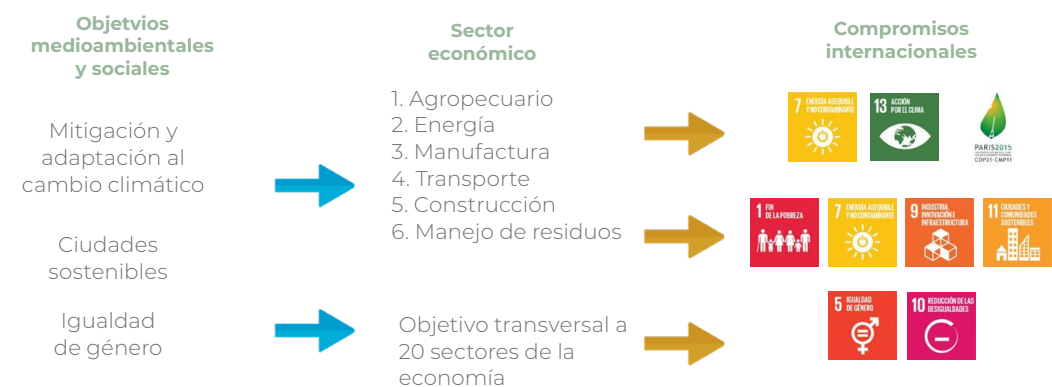 Objetvios
medioambientales
y sociales
Sector
económico
Compromisos
internacionales
Mitigación y
adaptación al
cambio climático
Ciudades
sostenibles
Igualdad
de género
1. Agropecuario
2. Energía
3. Manufactura
4. Transporte
5. Construcción
6. Manejo de residuos
Objetivo transversal a
20 sectores de la
economía
7 ENERGÍA ASEQUIBLE
Y NO CONTAMINANTE
13 ACCIÓN
POR EL CLIMA
PARIS2015
COP21-CMP11
1 FIN
DE LA POBREZA
7 ENERGÍA ASEQUIBLE
Y NO CONTAMINANTE
9 INDUSTRIA,
INNOVACIÓN E
INFRAESTRUCTURA
11 CIUDADES Y
COMUNIDADES
SOSTENIBLES
5 IGUALDAD
DE GÉNERO
10 REDUCCIÓN DE LAS
DESIGUALDADES